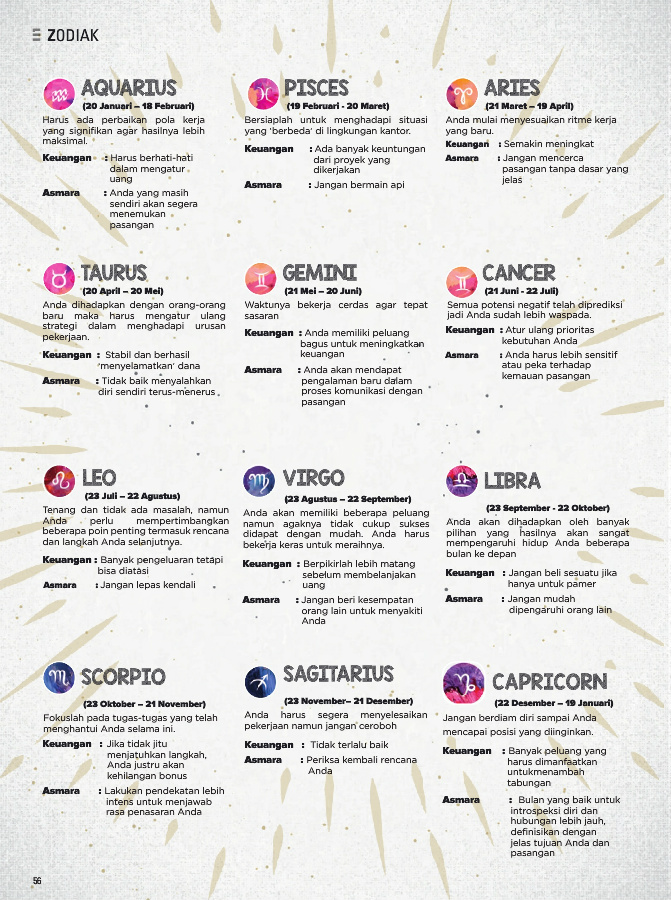 ZODIAK
AQUARIUS
(20 Januari – 18 Februari)
Harus ada perbaikan pola kerja
yang signifikan agar hasilnya lebih
maksimal.
Keuangan : Harus berhati-hati
dalam mengatur
uang
Asmara : Anda yang masih
sendiri akan segera
menemukan
pasangan
PISCES
(19 Februari - 20 Maret)
Bersiaplah untuk menghadapi situasi
yang 'berbeda' di lingkungan kantor.
Keuangan : Ada banyak keuntungan
dari proyek yang
dikerjakan
Asmara : Jangan bermain api
ARIES
(21 Maret – 19 April)
Anda mulai menyesuaikan ritme kerja
yang baru.
Keuangan : Semakin meningkat
Asmara : Jangan mencerca
pasangan tanpa dasar yang
jelas
TAURUS
(20 April – 20 Mei)
Anda dihadapkan dengan orang-orang
baru maka harus mengatur ulang
strategi dalam menghadapi urusan
pekerjaan.
Keuangan : Stabil dan berhasil
'menyelamatkan' dana
Asmara : Tidak baik menyalahkan
diri sendiri terus-menerus
GEMINI
(21 Mei – 20 Juni)
Waktunya bekerja cerdas agar tepat
sasaran
Keuangan : Anda memiliki peluang
bagus untuk meningkatkan
keuangan
Asmara : Anda akan mendapat
pengalaman baru dalam
proses komunikasi dengan
pasangan
CANCER
(21 Juni - 22 Juli)
Semua potensi negatif telah diprediksi
jadi Anda sudah lebih waspada.
Keuangan : Atur ulang prioritas
kebutuhan Anda
Asmara : Anda harus lebih sensitif
atau peka terhadap
kemauan pasangan
LEO
(23 Juli – 22 Agustus)
Tenang dan tidak ada masalah, namun
Anda perlu mempertimbangkan
beberapa poin penting termasuk rencana
dan langkah Anda selanjutnya.
Keuangan : Banyak pengeluaran tetapi
bisa diatasi
Asmara : Jangan lepas kendali
VIRGO
(23 Agustus – 22 September)
Anda akan memiliki beberapa peluang
namun agaknya tidak cukup sukses
didapat dengan mudah. Anda harus
bekerja keras untuk meraihnya.
Keuangan : Berpikirlah lebih matang
sebelum membelanjakan
uang
Asmara : Jangan beri kesempatan
orang lain untuk menyakiti
Anda
LIBRA
(23 September - 22 Oktober)
Anda akan dihadapkan oleh banyak
pilihan yang hasilnya akan sangat
mempengaruhi hidup Anda beberapa
bulan ke depan
Keuangan : Jangan beli sesuatu jika
hanya untuk pamer
Asmara : Jangan mudah
dipengaruhi orang lain
SCORPIO
(23 Oktober – 21 November)
Fokuslah pada tugas-tugas yang telah
menghantui Anda selama ini.
Keuangan : Jika tidak jitu
menjatuhkan langkah,
Anda justru akan
kehilangan bonus
Asmara : Lakukan pendekatan lebih
intens untuk menjawab
rasa penasaran Anda
SAGITARIUS
(23 November– 21 Desember)
Anda harus segera menyelesaikan
pekerjaan namun jangan ceroboh
Keuangan : Tidak terlalu baik
Asmara : Periksa kembali rencana
Anda
CAPRICORN
(22 Desember – 19 Januari)
Jangan berdiam diri sampai Anda
mencapai posisi yang diinginkan.
Keuangan : Banyak peluang yang
harus dimanfaatkan
untukmenambah
tabungan
Asmara : Bulan yang baik untuk
introspeksi diri dan
hubungan lebih jauh,
definisikan dengan
jelas tujuan Anda dan
pasangan
56